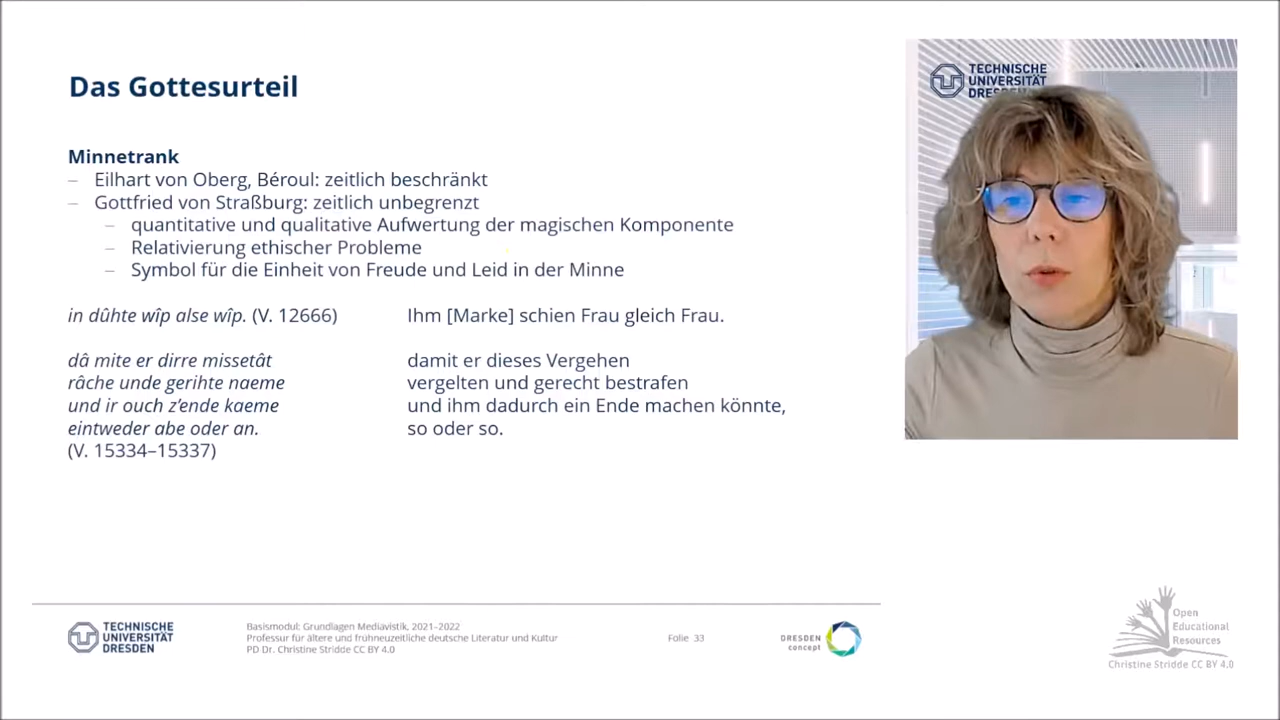 Das Gottesurteil
Minnetrank
– Eilhart von Oberg, Béroul: zeitlich beschränkt
– Gottfried von Straßburg: zeitlich unbegrenzt
– quantitative und qualitative Aufwertung der magischen Komponente
– Relativierung ethischer Probleme
– Symbol für die Einheit von Freude und Leid in der Minne
in dûhte wîp alse wîp. (V. 12666) Ihm [Marke] schien Frau gleich Frau.
dâ mite er dirre missetât damit er dieses Vergehen
râche unde gerihte naeme vergelten und gerecht bestrafen
und ir ouch z’ende kaeme und ihm dadurch ein Ende machen könnte,
eintweder abe oder an. so oder so.
(V. 15334–15337)
TECHNISCHE
UNIVERSITÄT
DRESDEN
TECHNISCHE
UNIVERSITÄT
DRESDEN
Basismodul: Grundlagen Mediavistik, 2021–2022
Professur für ältere und frühneuzeitliche deutsche Literatur und Kultur
PD Dr. Christine Stridde CC BY 4.0
Folie 33
DRESDEN
concept
Open
Educational
Resources
Christine Stridde CC BY 4.0